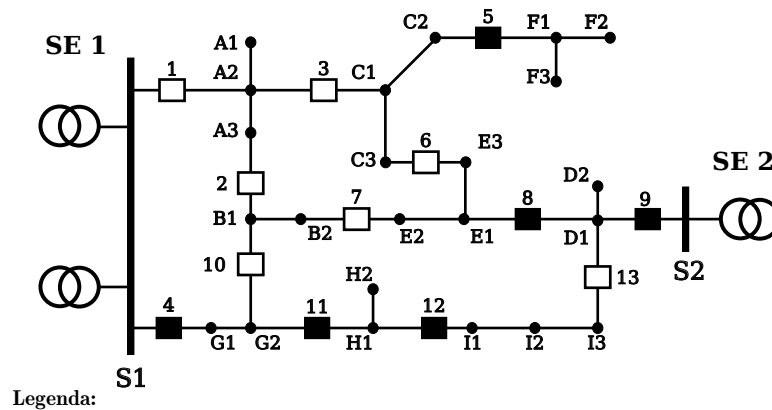 C2
5
F1
F2
SE 1
A1
1
A2
3
C1
F3
A3
C3
6
E3
SE 2
2
7
D2
8
9
B1
B2
E2
E1
D1
10
S2
H2
13
4
11
12
G1
G2
H1
I1
I2
I3
S1
Legenda: